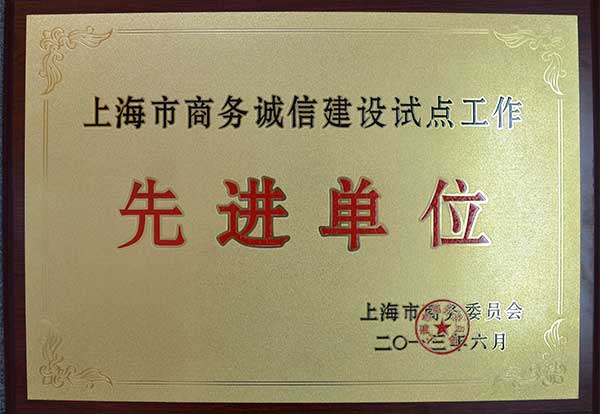 上海市商务诚信建设试点工作
先进单位
上海市商务委员会
二〇一三年六月